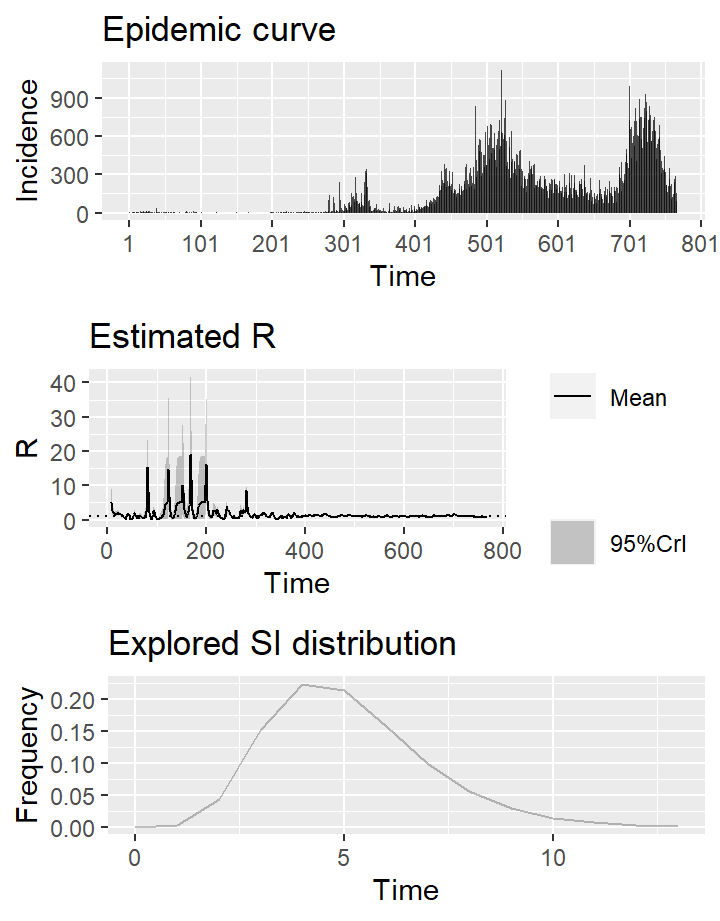 Epidemic curve
Incidence
900
600
300
0
1 101 201 301 401 501 601 701 801
Time
Estimated R
R
40
30
20
10
0
0 200 400 600 800
Time
Mean
95%CrI
Explored SI distribution
Frequency
0.20
0.15
0.10
0.05
0.00
0 5 10
Time